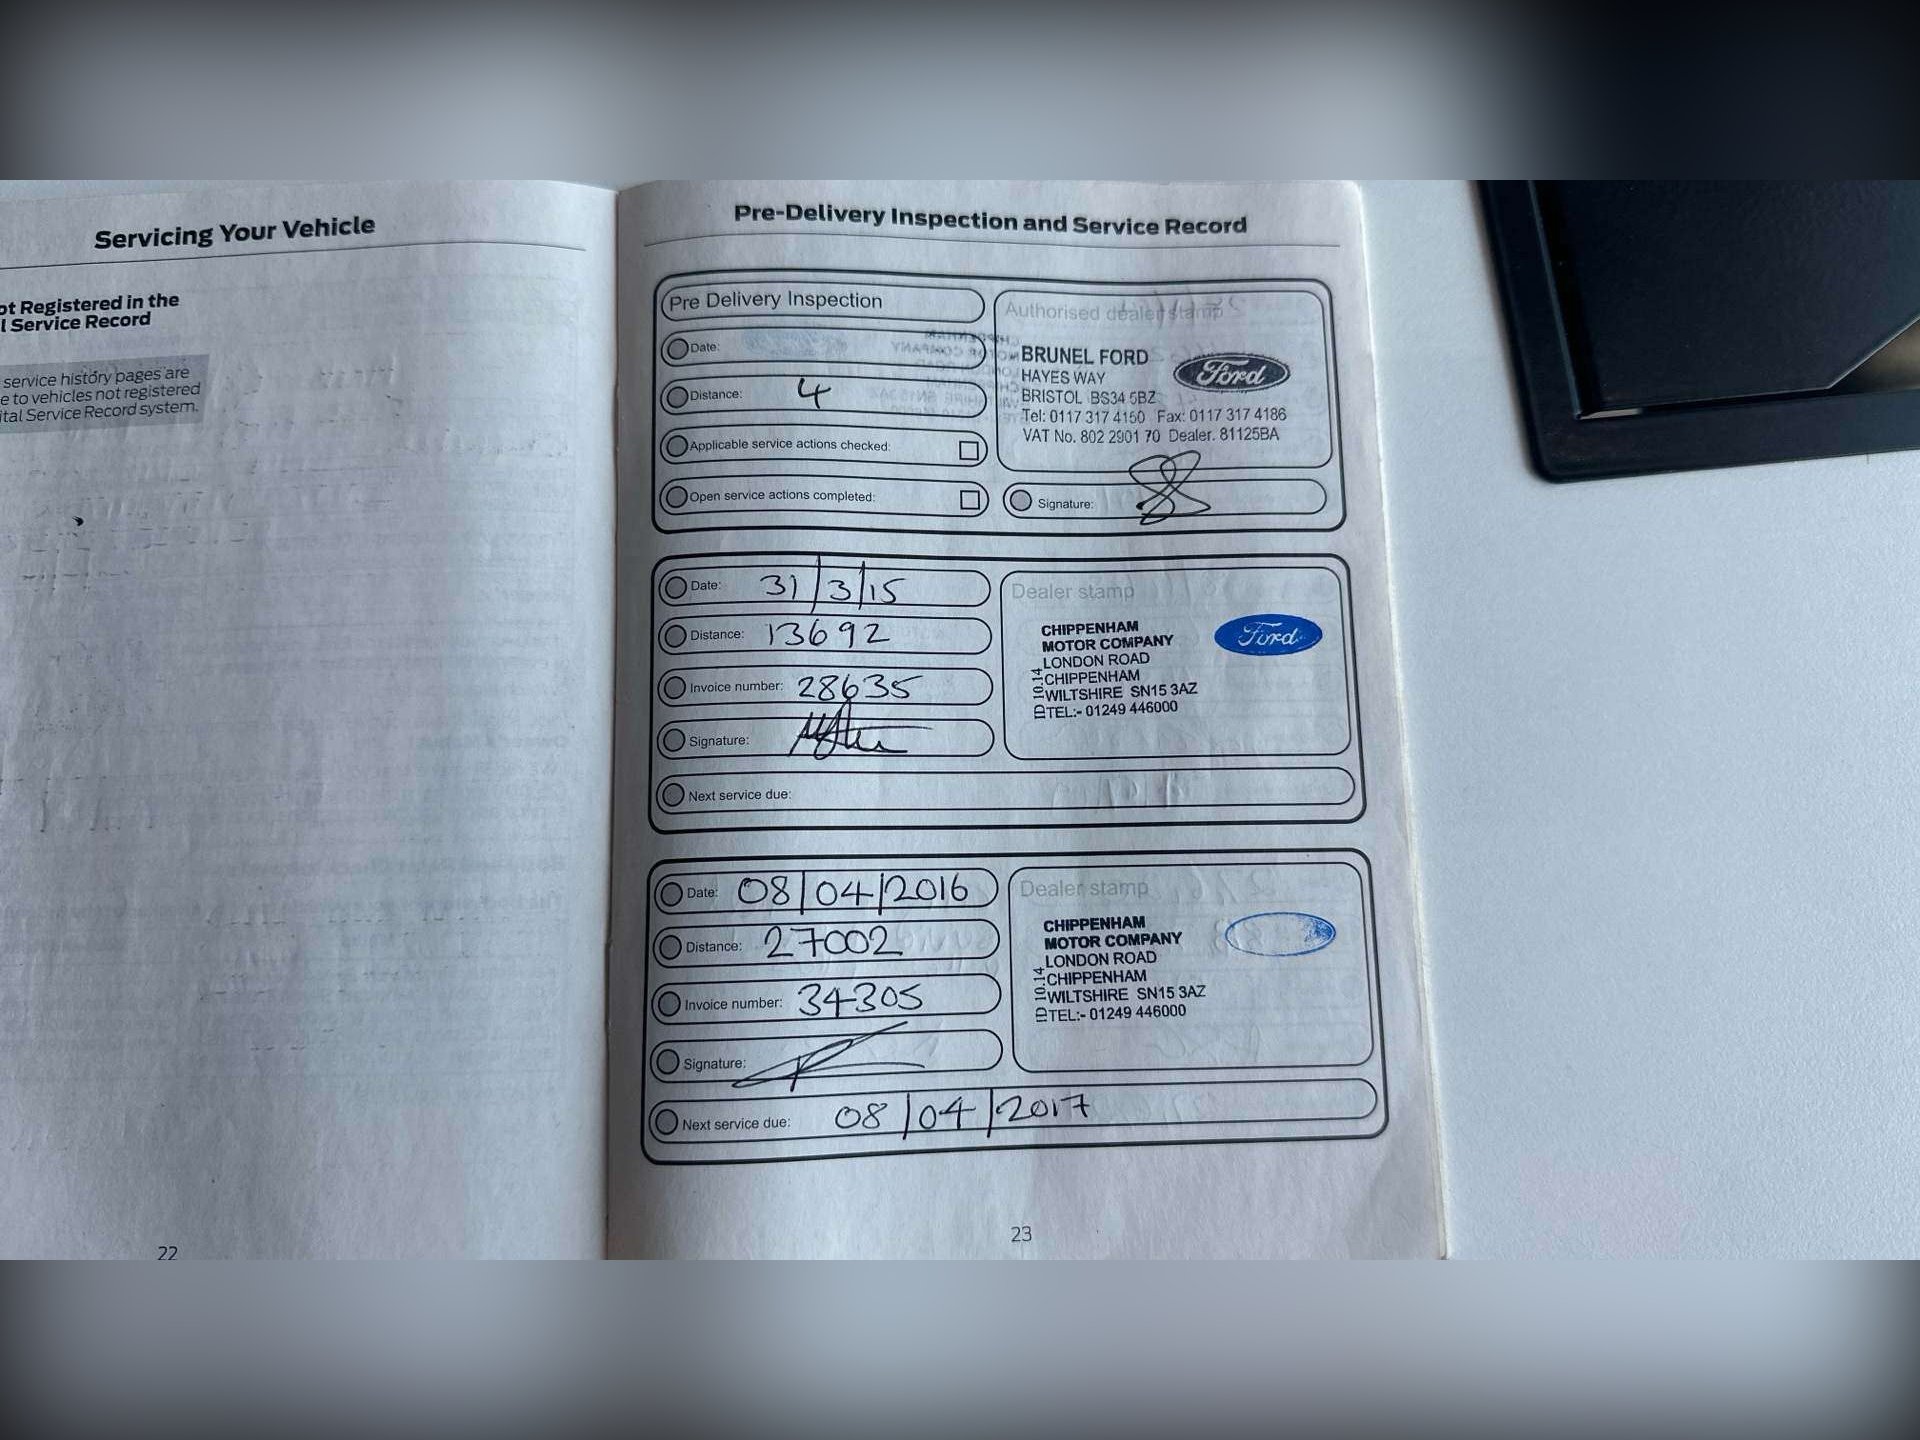 Servicing Your Vehicle
ot Registered in the
l Service Record
service history pages are
e to vehicles not registered
ital Service Record system.
22
Pre-Delivery Inspection and Service Record
Pre Delivery Inspection
Date:
Distance: 4
Applicable service actions checked:
Open service actions completed:
Authorised dealer stamp
BRUNEL FORD
HAYES WAY
BRISTOL BS34 5BZ
Tel: 0117 317 4150 Fax: 0117 317 4186
VAT No. 802 2901 70 Dealer. 81125BA
Ford
Signature:
Date: 31/3/15
Distance: 13692
Invoice number: 28635
Signature:
Next service due:
Dealer stamp
CHIPPENHAM
MOTOR COMPANY
LONDON ROAD
CHIPPENHAM
WILTSHIRE SN15 3AZ
TEL:- 01249 446000
ID 10.14
Ford
Date: 08/04/2016
Distance: 27002
Invoice number: 34305
Signature:
Next service due: 08/04/2017
Dealer stamp
CHIPPENHAM
MOTOR COMPANY
LONDON ROAD
CHIPPENHAM
WILTSHIRE SN15 3AZ
TEL:- 01249 446000
ID 10.14
23